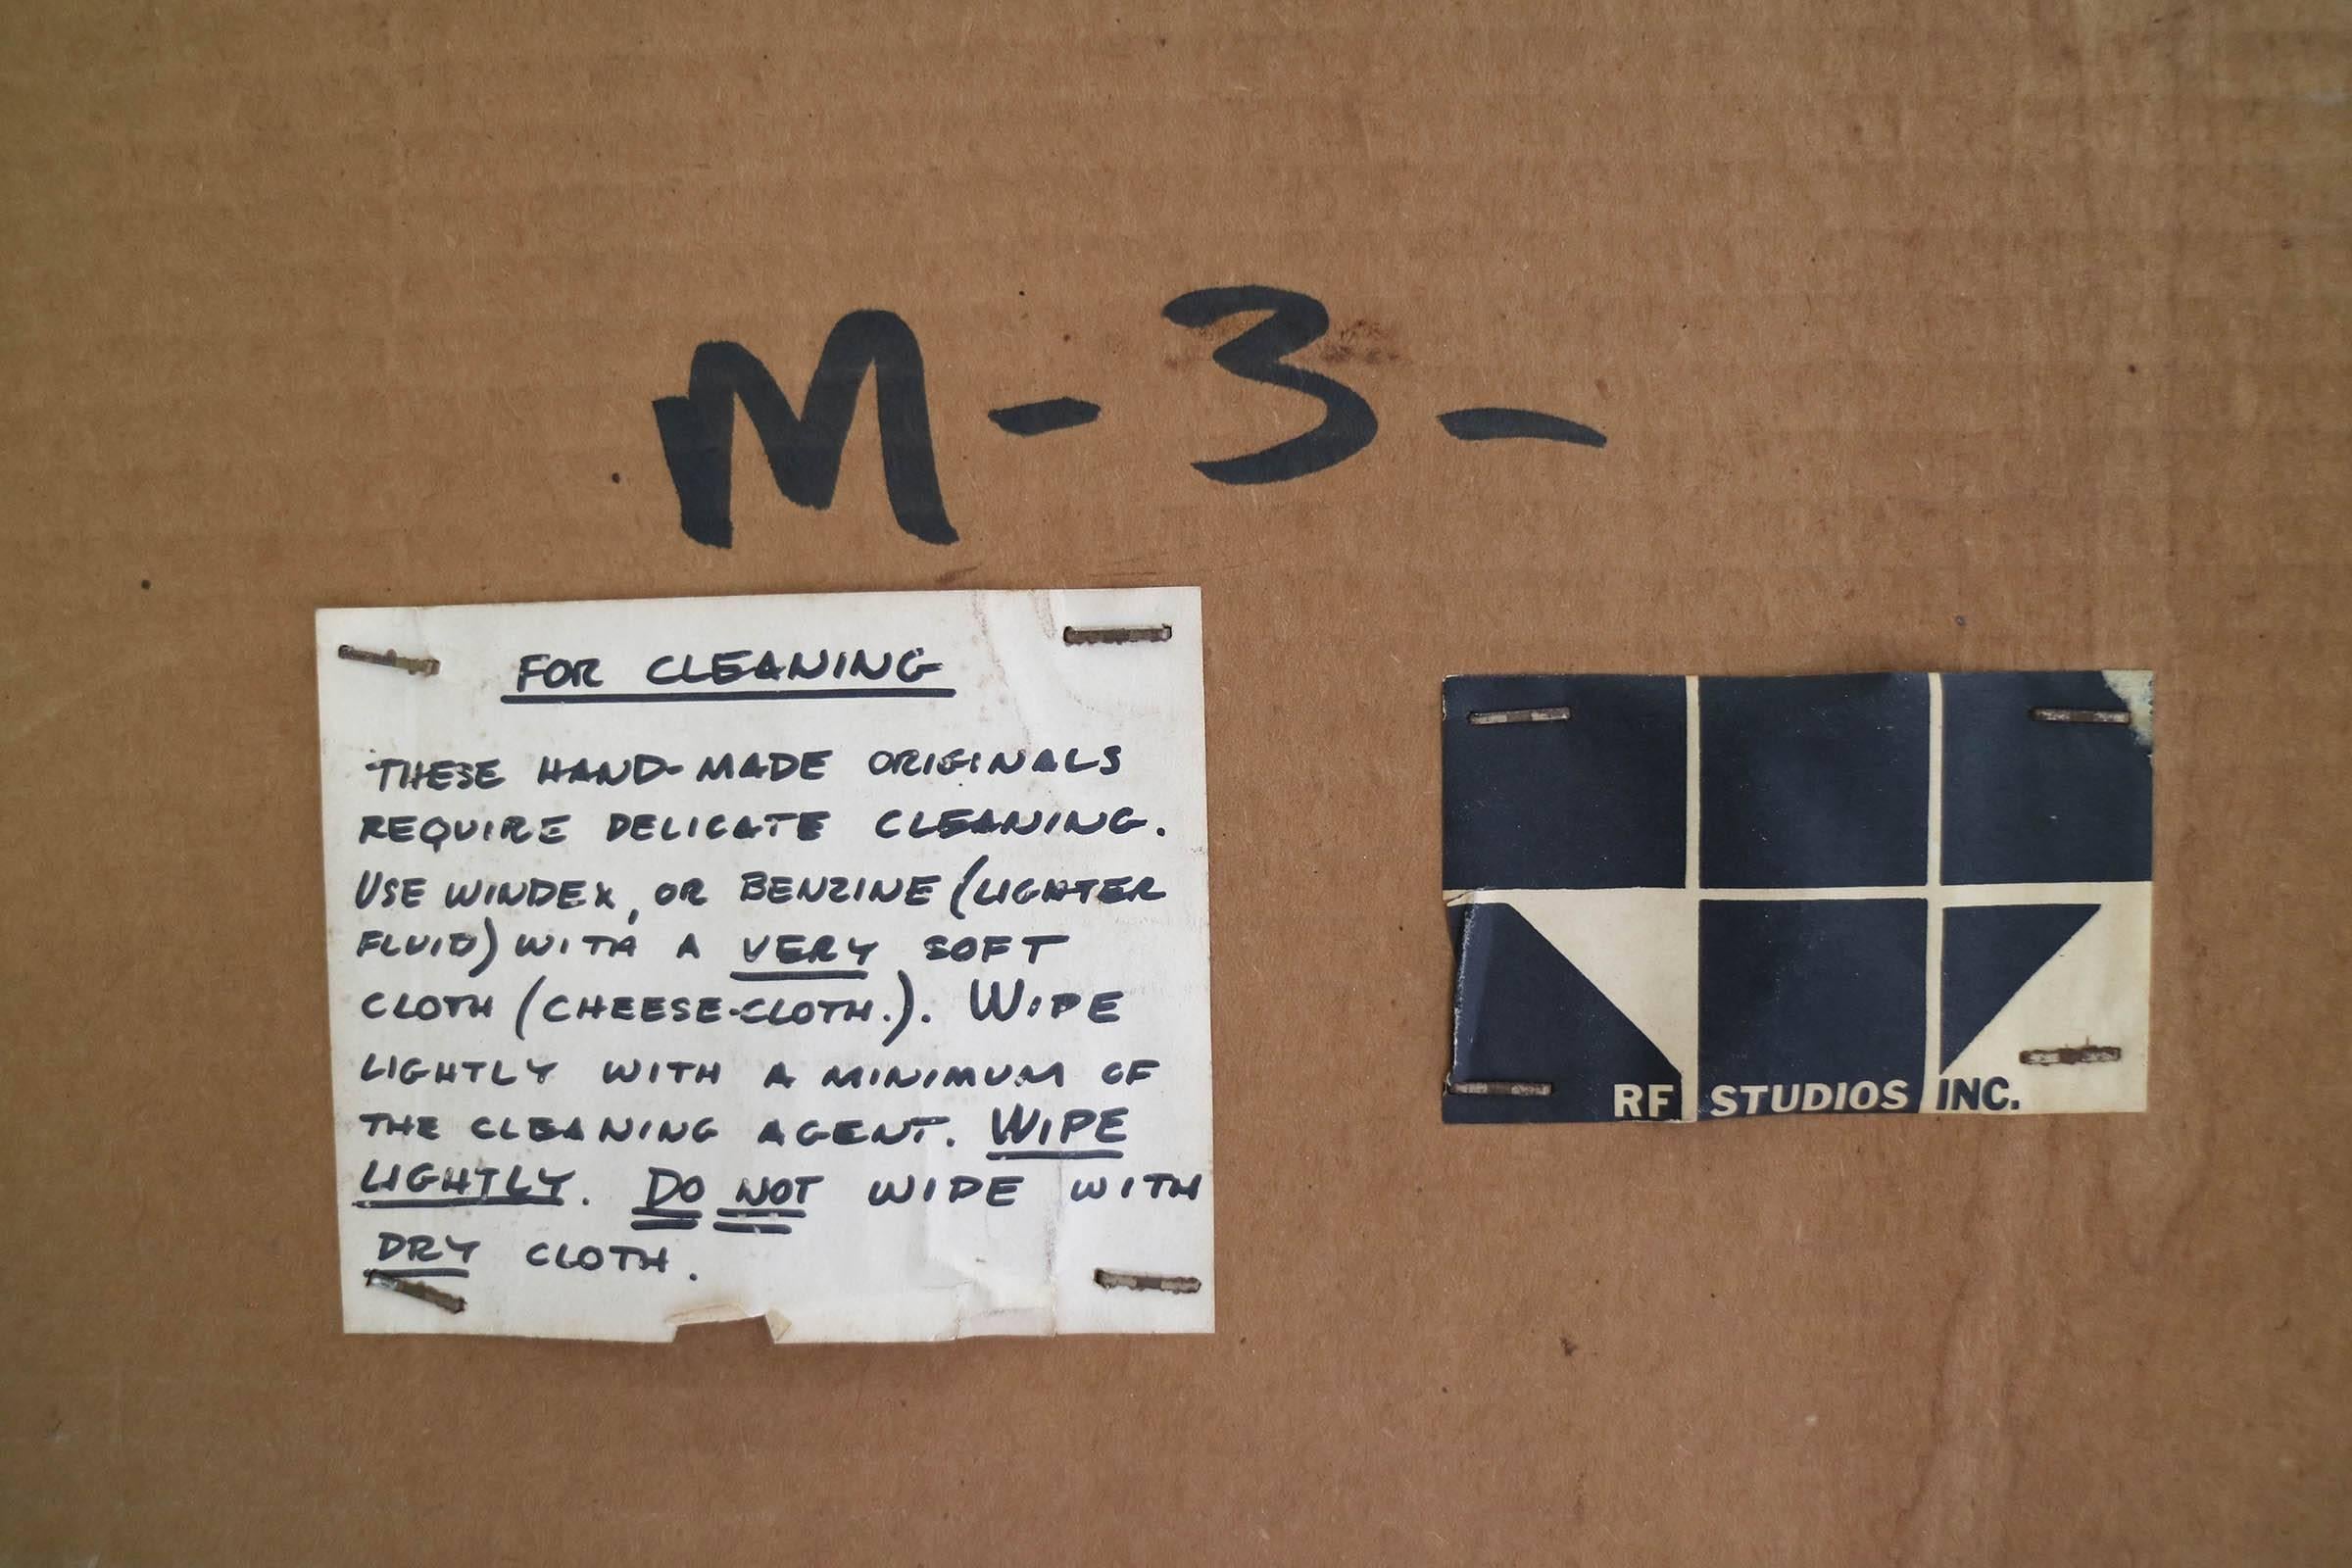 M-3-
FOR CLEANING
THESE HAND-MADE ORIGINALS
REQUIRE DELICATE CLEANING.
USE WINDEX, OR BENZINE (LIGHTER
FLUID) WITH A VERY SOFT
CLOTH (CHEESE-CLOTH.). WIPE
LIGHTLY WITH A MINIMUM OF
THE CLEANING AGENT. WIPE
LIGHTLY. DO NOT WIPE WITH
DRY CLOTH.
RF STUDIOS INC.